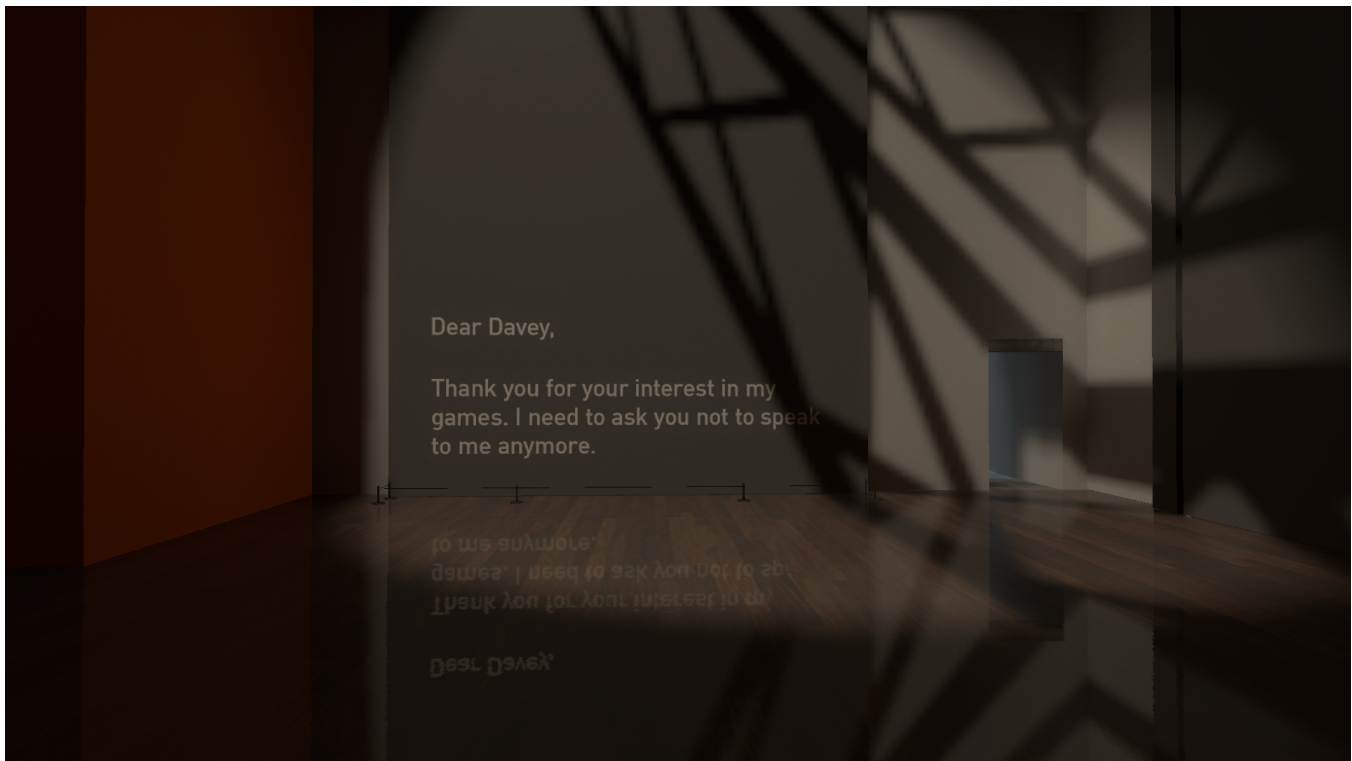 Dear Davey,
Thank you for your interest in my
games. I need to ask you not to speak
to me anymore.